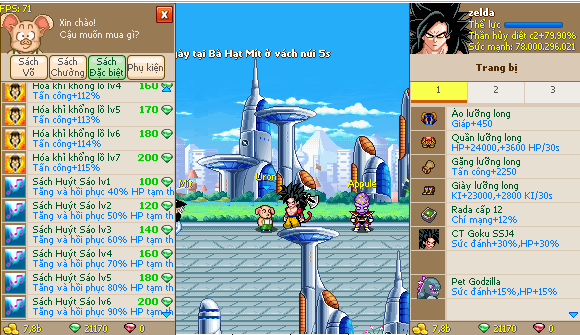 FPS: 71
Xin chào!
Cậu muốn mua gì?
Sách Võ
Sách Chưởng
Sách Đặc biệt
Phụ kiện
Hóa khỉ khổng lồ lv4 160
Tấn công+112%
Hóa khỉ khổng lồ lv5 170
Tấn công+113%
Hóa khỉ khổng lồ lv6 180
Tấn công+114%
Hóa khỉ khổng lồ lv7 200
Tấn công+115%
Sách Huýt Sáo lv1 100
Tăng và hồi phục 40% HP tạm th
Sách Huýt Sáo lv2 120
Tăng và hồi phục 50% HP tạm th
Sách Huýt Sáo lv3 140
Tăng và hồi phục 60% HP tạm th
Sách Huýt Sáo lv4 160
Tăng và hồi phục 70% HP tạm th
Sách Huýt Sáo lv5 180
Tăng và hồi phục 80% HP tạm th
Sách Huýt Sáo lv6 200
Tăng và hồi phục 90% HP tạm th
7,8b 21170 0
gày tại Bà Hạt Mít ở vách núi 5s
Mít
Uron
Appule
zelda
Thể lực
Thần hủy diệt c2+79.90%
Sức mạnh: 78.000.296.021
Trang bị
1 2 3
Áo lưỡng long
Giáp+450
Quần lưỡng long
HP+24000,+3600 HP/30s
Găng lưỡng long
Tấn công+2250
Giày lưỡng long
KI+23000,+2800 KI/30s
Rada cấp 12
Chí mạng+12%
CT Goku SSJ4
Sức đánh+30%,HP+30%
Pet Godzilla
Sức đánh+15%,HP+15%
7,8b 21170 0